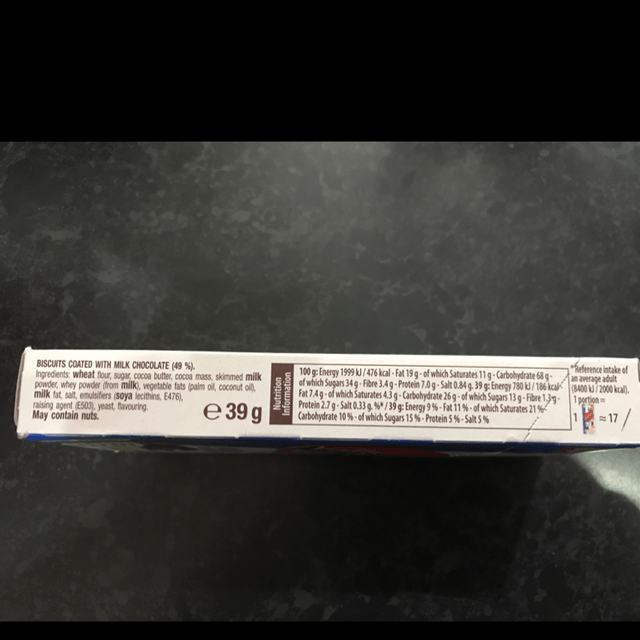 BISCUITS COATED WITH MILK CHOCOLATE (49 %).
Ingredients: wheat flour, sugar, cocoa butter, cocoa mass, skimmed milk
powder, whey powder (from milk), vegetable fats (palm oil, coconut oil),
milk fat, salt, emulsifiers (soya lecithins, E476),
raising agent (E503), yeast, flavouring.
May contain nuts.
e 39 g
Nutrition
Information
100 g: Energy 1999 kJ / 476 kcal - Fat 19 g - of which Saturates 11 g - Carbohydrate 68 g -
of which Sugars 34 g - Fibre 3.4 g - Protein 7.0 g - Salt 0.84 g. 39 g: Energy 780 kJ / 186 kcal -
Fat 7.4 g - of which Saturates 4.3 g - Carbohydrate 26 g - of which Sugars 13 g - Fibre 1.3 g -
Protein 2.7 g - Salt 0.33 g. %* / 39 g: Energy 9 % - Fat 11 % - of which Saturates 21 % -
Carbohydrate 10 % - of which Sugars 15 % - Protein 5 % - Salt 5 %
*Reference intake of
an average adult
(8400 kJ / 2000 kcal).
1 portion =
1 ≈ 17 /